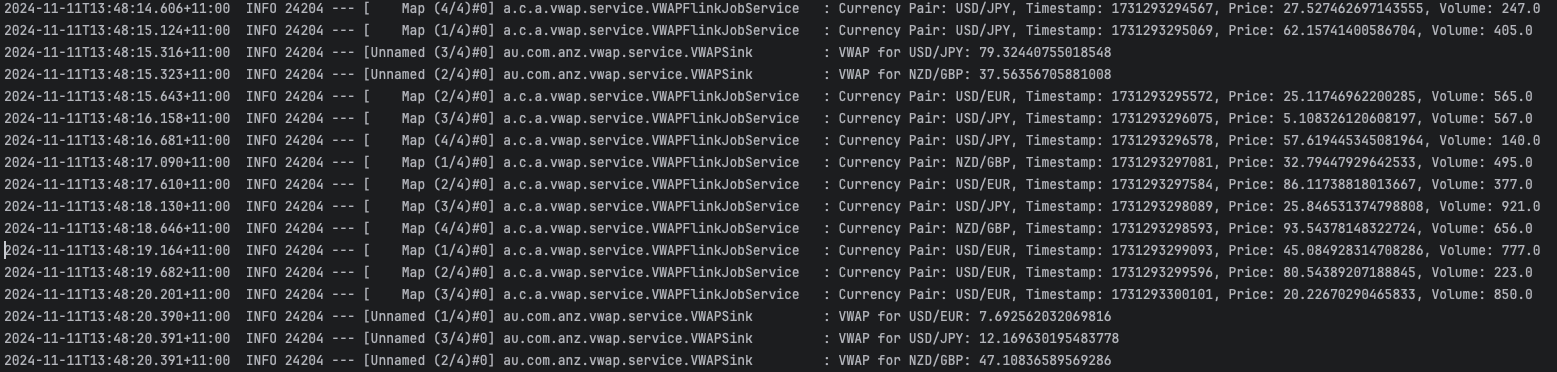 2024-11-11T13:48:14.606+11:00 INFO 24204 --- [ Map (4/4)#0] a.c.a.vwap.service.VWAPFlinkJobService : Currency Pair: USD/JPY, Timestamp: 1731293294567, Price: 27.527462697143555, Volume: 247.0
2024-11-11T13:48:15.124+11:00 INFO 24204 --- [ Map (1/4)#0] a.c.a.vwap.service.VWAPFlinkJobService : Currency Pair: USD/JPY, Timestamp: 1731293295069, Price: 62.15741400586704, Volume: 405.0
2024-11-11T13:48:15.316+11:00 INFO 24204 --- [Unnamed (3/4)#0] au.com.anz.vwap.service.VWAPSink : VWAP for USD/JPY: 79.32440755018548
2024-11-11T13:48:15.323+11:00 INFO 24204 --- [Unnamed (2/4)#0] au.com.anz.vwap.service.VWAPSink : VWAP for NZD/GBP: 37.56356705881008
2024-11-11T13:48:15.643+11:00 INFO 24204 --- [ Map (2/4)#0] a.c.a.vwap.service.VWAPFlinkJobService : Currency Pair: USD/EUR, Timestamp: 1731293295572, Price: 25.11746962200285, Volume: 565.0
2024-11-11T13:48:16.158+11:00 INFO 24204 --- [ Map (3/4)#0] a.c.a.vwap.service.VWAPFlinkJobService : Currency Pair: USD/JPY, Timestamp: 1731293296075, Price: 5.108326120608197, Volume: 567.0
2024-11-11T13:48:16.681+11:00 INFO 24204 --- [ Map (4/4)#0] a.c.a.vwap.service.VWAPFlinkJobService : Currency Pair: USD/JPY, Timestamp: 1731293296578, Price: 57.619445345081964, Volume: 140.0
2024-11-11T13:48:17.090+11:00 INFO 24204 --- [ Map (1/4)#0] a.c.a.vwap.service.VWAPFlinkJobService : Currency Pair: NZD/GBP, Timestamp: 1731293297081, Price: 32.79447929642533, Volume: 495.0
2024-11-11T13:48:17.610+11:00 INFO 24204 --- [ Map (2/4)#0] a.c.a.vwap.service.VWAPFlinkJobService : Currency Pair: USD/EUR, Timestamp: 1731293297584, Price: 86.11738818013667, Volume: 377.0
2024-11-11T13:48:18.130+11:00 INFO 24204 --- [ Map (3/4)#0] a.c.a.vwap.service.VWAPFlinkJobService : Currency Pair: USD/JPY, Timestamp: 1731293298089, Price: 25.846531374798808, Volume: 921.0
2024-11-11T13:48:18.646+11:00 INFO 24204 --- [ Map (4/4)#0] a.c.a.vwap.service.VWAPFlinkJobService : Currency Pair: NZD/GBP, Timestamp: 1731293298593, Price: 93.54378148322724, Volume: 656.0
2024-11-11T13:48:19.164+11:00 INFO 24204 --- [ Map (1/4)#0] a.c.a.vwap.service.VWAPFlinkJobService : Currency Pair: USD/EUR, Timestamp: 1731293299093, Price: 45.084928314708286, Volume: 777.0
2024-11-11T13:48:19.682+11:00 INFO 24204 --- [ Map (2/4)#0] a.c.a.vwap.service.VWAPFlinkJobService : Currency Pair: USD/EUR, Timestamp: 1731293299596, Price: 80.54389207188845, Volume: 223.0
2024-11-11T13:48:20.201+11:00 INFO 24204 --- [ Map (3/4)#0] a.c.a.vwap.service.VWAPFlinkJobService : Currency Pair: USD/EUR, Timestamp: 1731293300101, Price: 20.22670290465833, Volume: 850.0
2024-11-11T13:48:20.390+11:00 INFO 24204 --- [Unnamed (1/4)#0] au.com.anz.vwap.service.VWAPSink : VWAP for USD/EUR: 7.692562032069816
2024-11-11T13:48:20.391+11:00 INFO 24204 --- [Unnamed (3/4)#0] au.com.anz.vwap.service.VWAPSink : VWAP for USD/JPY: 12.169630195483778
2024-11-11T13:48:20.391+11:00 INFO 24204 --- [Unnamed (2/4)#0] au.com.anz.vwap.service.VWAPSink : VWAP for NZD/GBP: 47.10836589569286